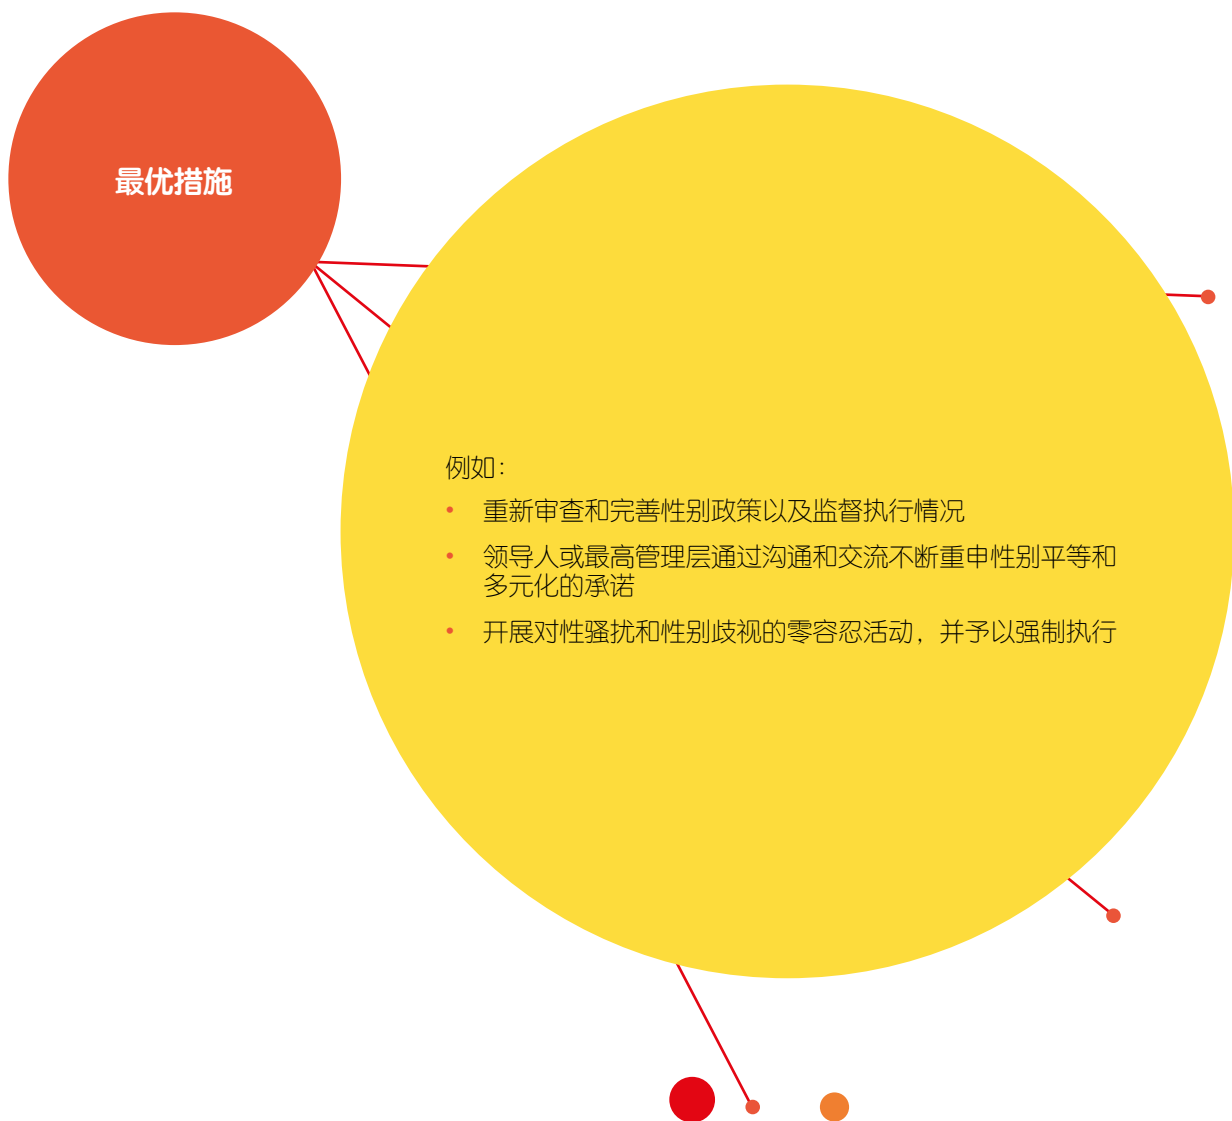 最优措施
例如：
• 重新审查和完善性别政策以及监督执行情况
• 领导人或最高管理层通过沟通和交流不断重申性别平等和
多元化的承诺
• 开展对性骚扰和性别歧视的零容忍活动，并予以强制执行